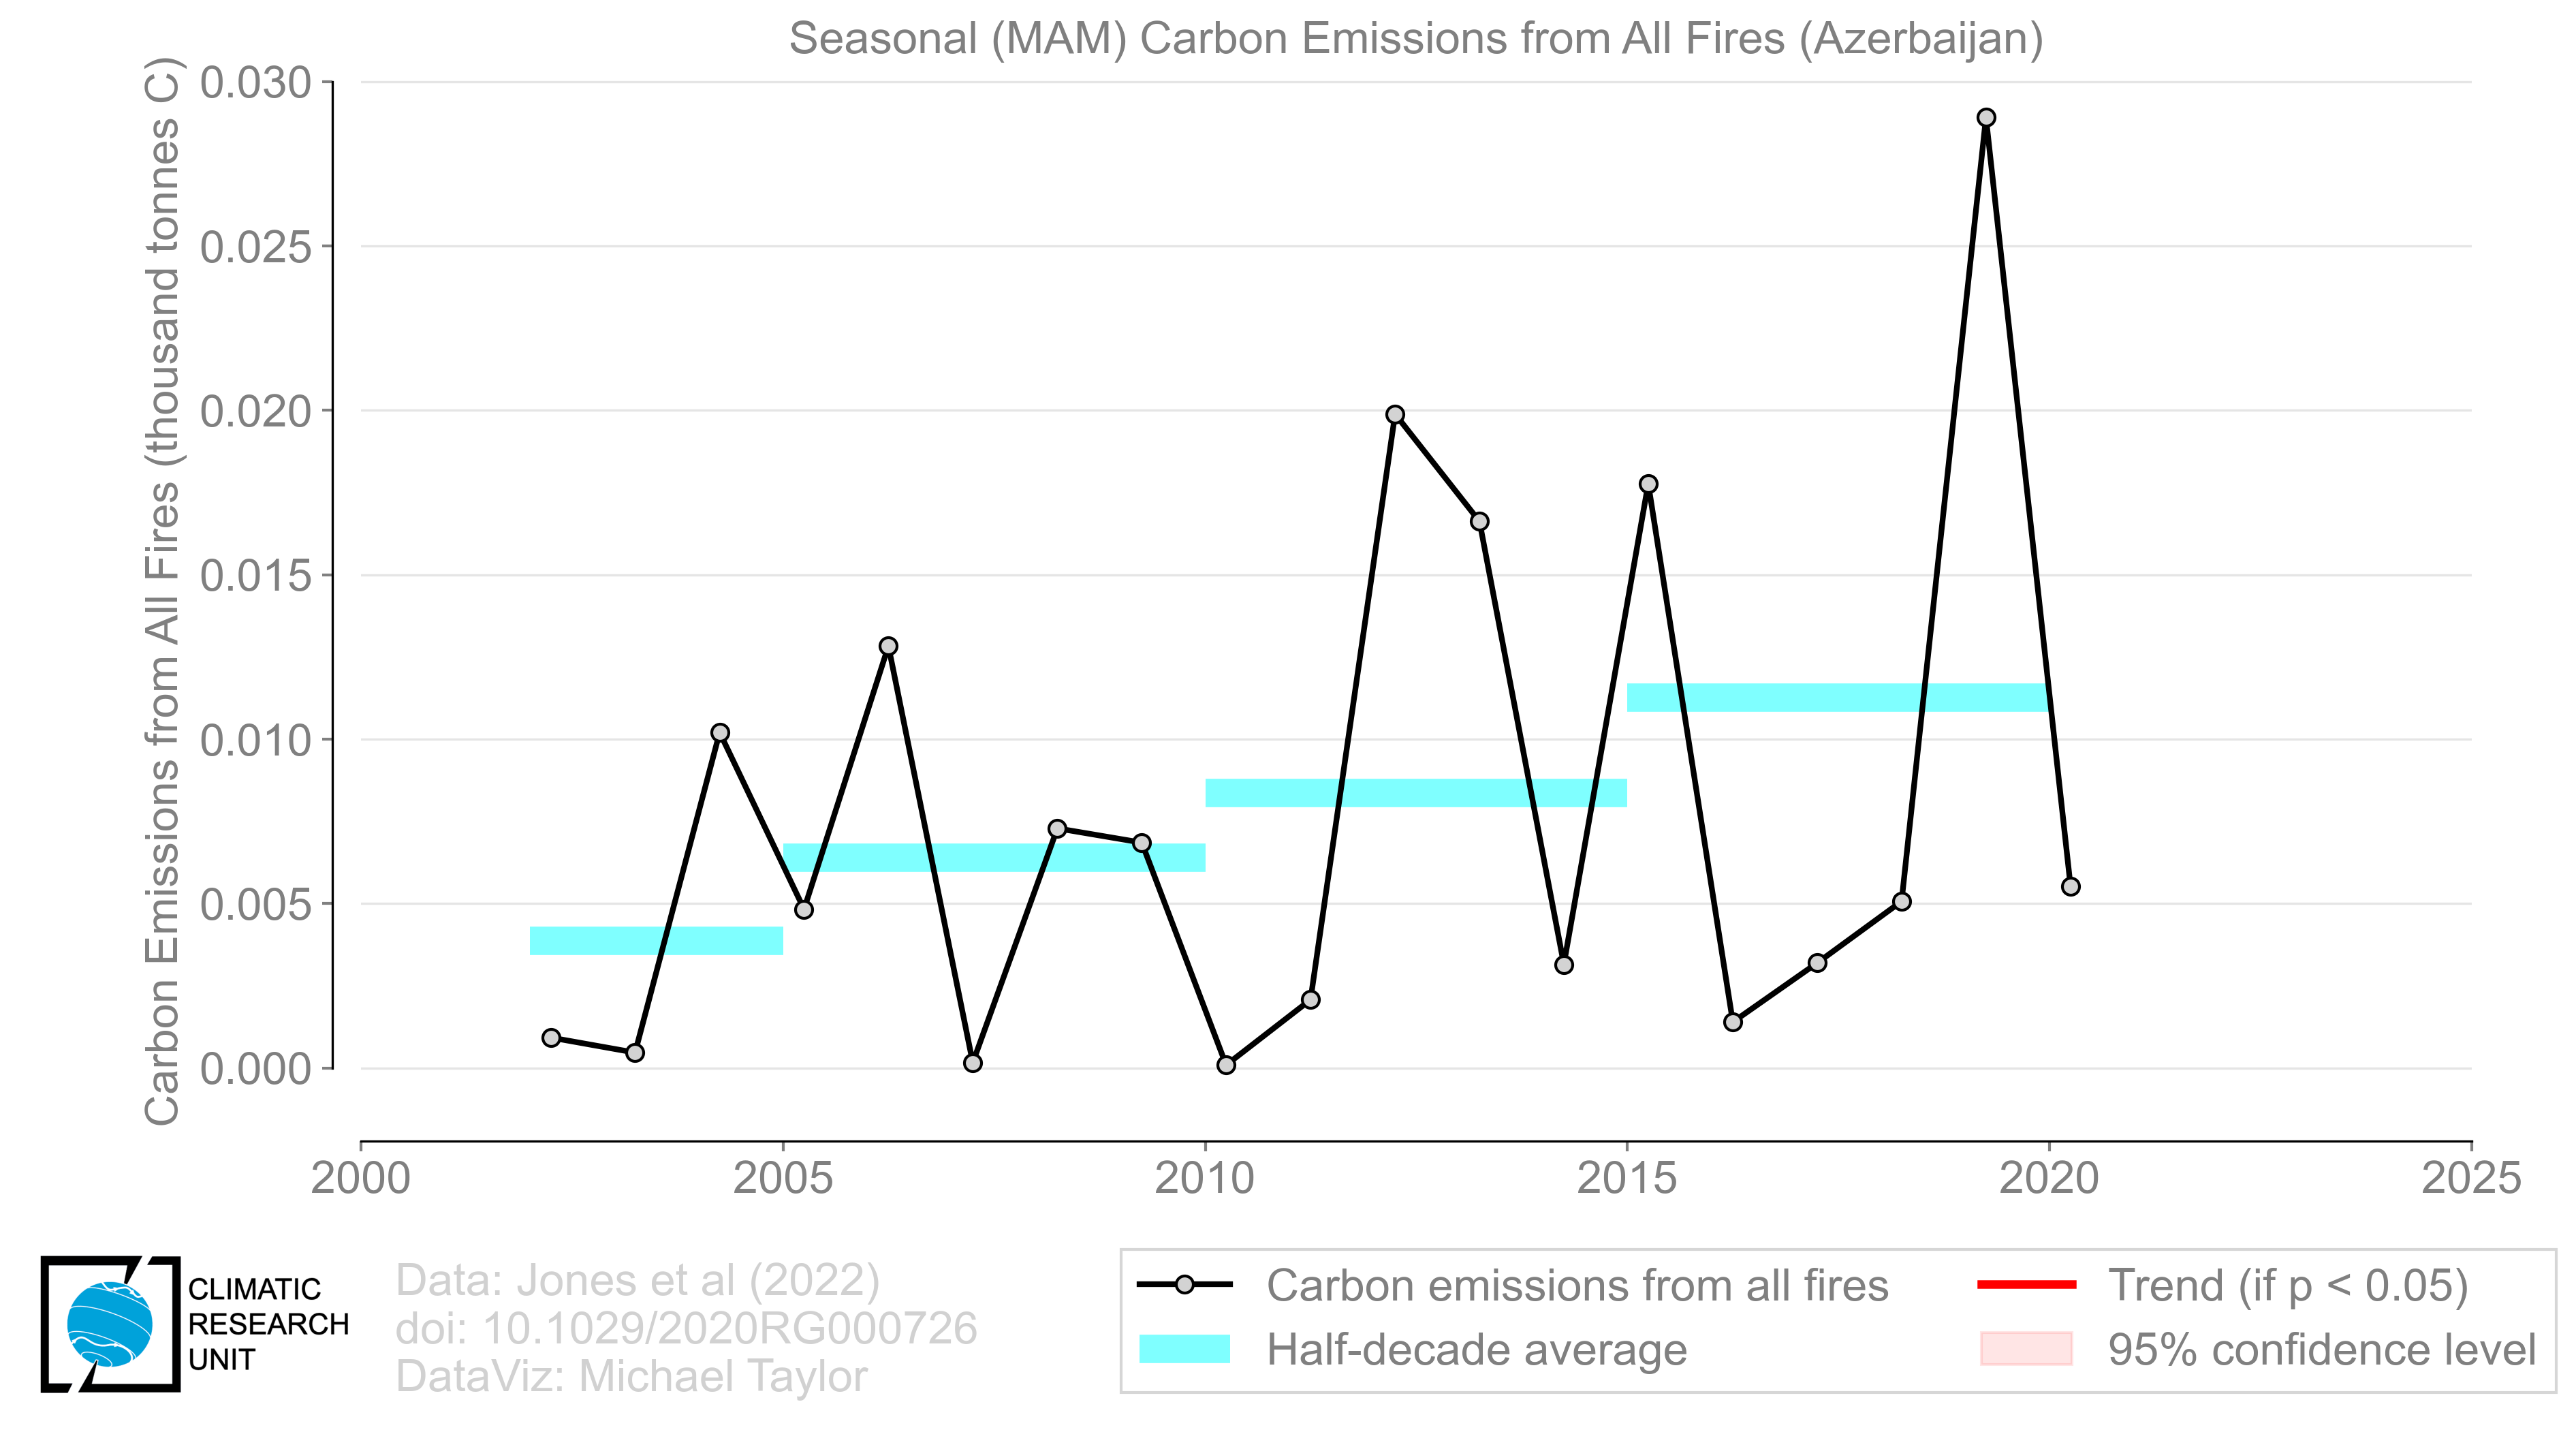 Seasonal (MAM) Carbon Emissions from All Fires (Azerbaijan)
Carbon Emissions from All Fires (thousand tonnes C)
0.030
0.025
0.020
0.015
0.010
0.005
0.000
2000 2005 2010 2015 2020 2025
CLIMATIC
RESEARCH
UNIT
Data: Jones et al (2022)
doi: 10.1029/2020RG000726
DataViz: Michael Taylor
Carbon emissions from all fires
Half-decade average
Trend (if p < 0.05)
95% confidence level